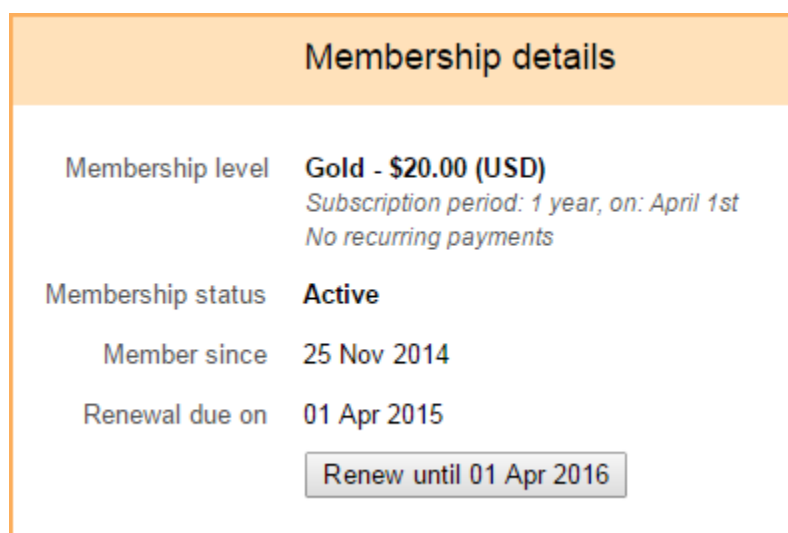 Membership details
Membership level Gold - $20.00 (USD)
Subscription period: 1 year, on: April 1st
No recurring payments
Membership status Active
Member since 25 Nov 2014
Renewal due on 01 Apr 2015
Renew until 01 Apr 2016